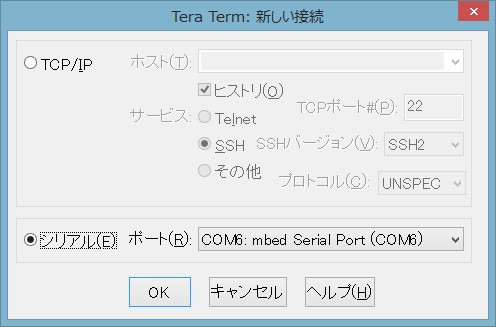 Tera Term: 新しい接続
TCP/IP
ホスト(T):
ヒストリ(O)
サービス:
Telnet
TCPポート#(P): 22
SSH
SSHバージョン(V): SSH2
その他
プロトコル(C): UNSPEC
シリアル(E)
ポート(R): COM6: mbed Serial Port (COM6)
OK キャンセル ヘルプ(H)